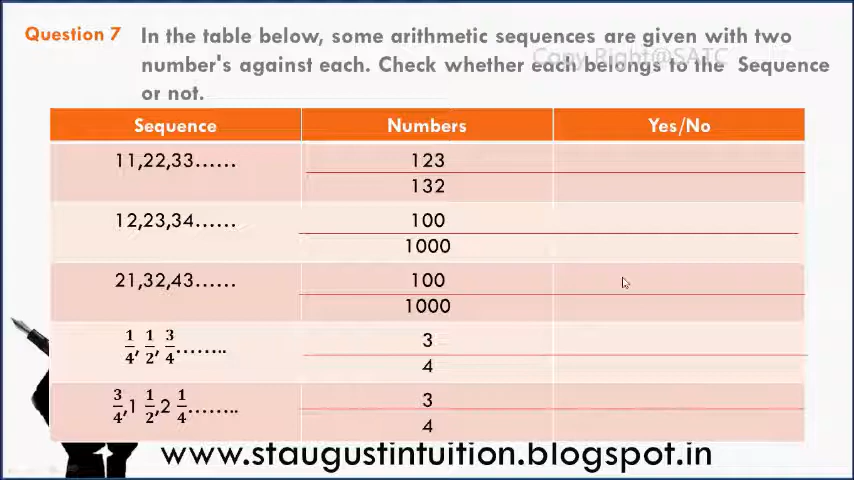 Question 7
In the table below, some arithmetic sequences are given with two
number's against each. Check whether each belongs to the Sequence
or not.
Copy Right@SATC
Sequence Numbers Yes/No
11,22,33...... 123
132
12,23,34...... 100
1000
21,32,43...... 100
1000
1/4, 1/2, 3/4........ 3
4
3/4,1 1/2,2 1/4........ 3
4
www.staugustintuition.blogspot.in